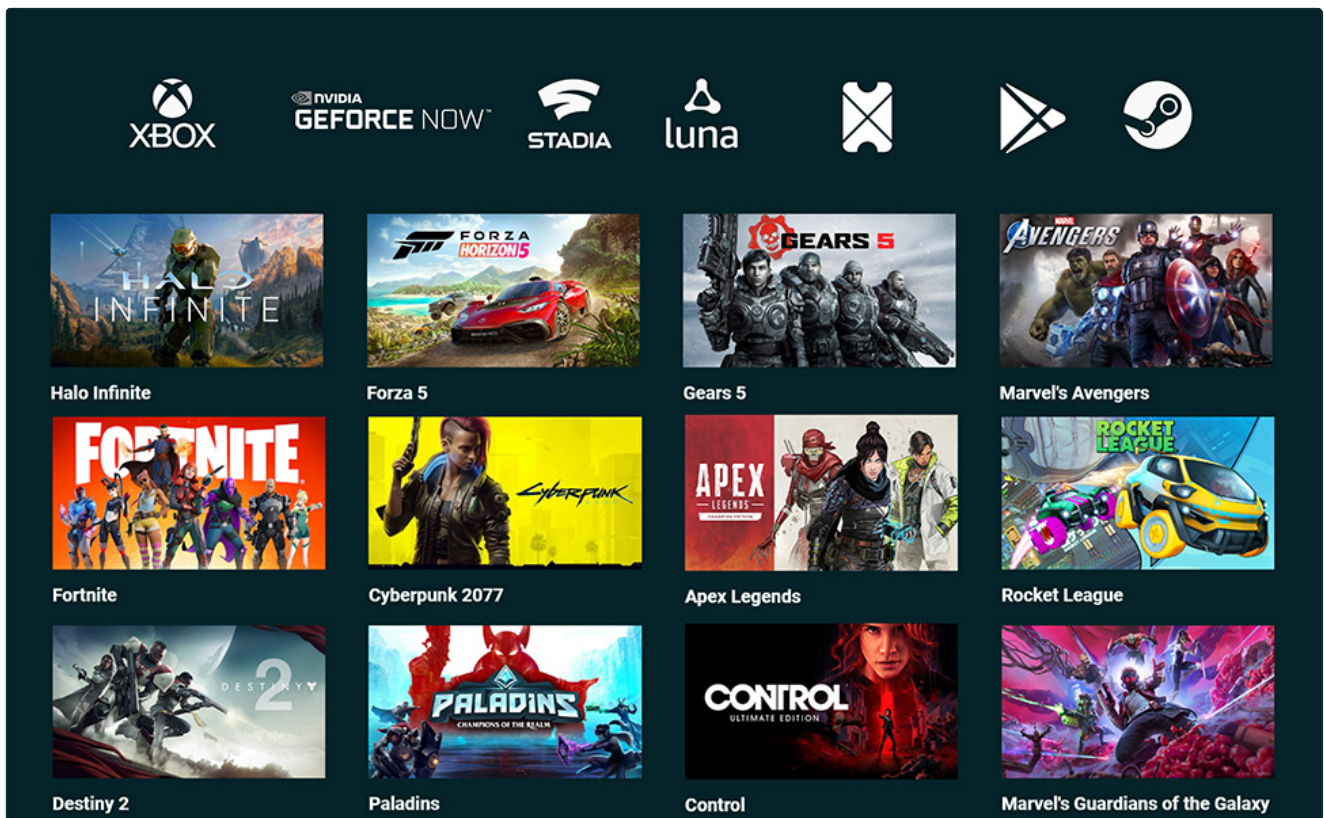 XBOX
NVIDIA
GEFORCE NOW™
STADIA
luna
HALO
INFINITE
FORZA
HORIZON 5
GEARS 5
MARVEL
AVENGERS
Halo Infinite
Forza 5
Gears 5
Marvel's Avengers
FORTNITE
Cyberpunk
APEX
LEGENDS
ROCKET
LEAGUE
Fortnite
Cyberpunk 2077
Apex Legends
Rocket League
DESTINY 2
PALADINS
CHAMPIONS OF THE REALM
CONTROL
ULTIMATE EDITION
Destiny 2
Paladins
Control
Marvel's Guardians of the Galaxy